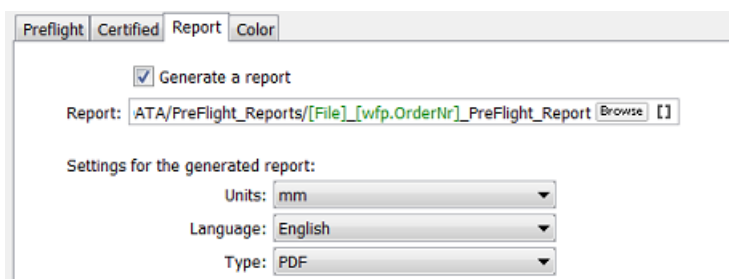 Preflight Certified Report Color
Generate a report
Report: ATA/PreFlight_Reports/[File]_[wfp.OrderNr]_PreFlight_Report Browse []
Settings for the generated report:
Units: mm
Language: English
Type: PDF